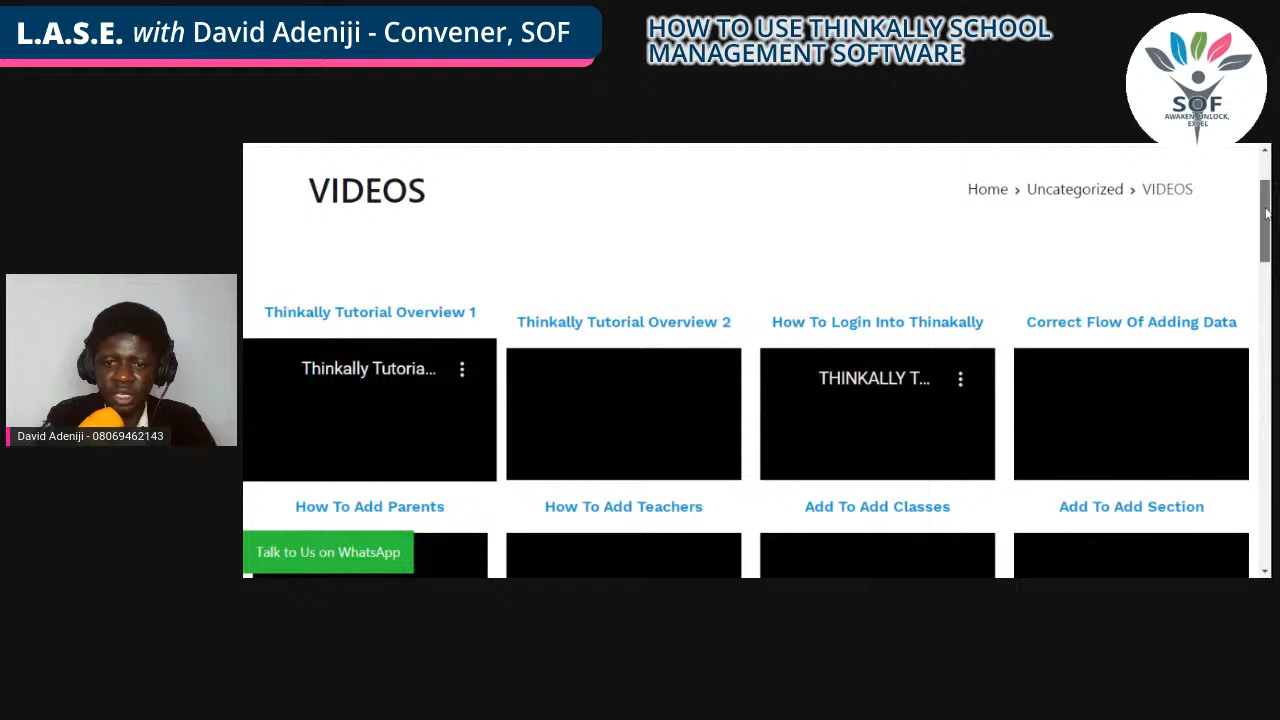 L.A.S.E. with David Adeniji - Convener, SOF
HOW TO USE THINKALLY SCHOOL
MANAGEMENT SOFTWARE
SOF
AWAKEN, UNLOCK,
EXCEL
VIDEOS
Home › Uncategorized › VIDEOS
Thinkally Tutorial Overview 1
Thinkally Tutorial Overview 2
How To Login Into Thinakally
Correct Flow Of Adding Data
Thinkally Tutoria...
THINKALLY T...
David Adeniji - 08069462143
How To Add Parents
How To Add Teachers
Add To Add Classes
Add To Add Section
Talk to Us on WhatsApp